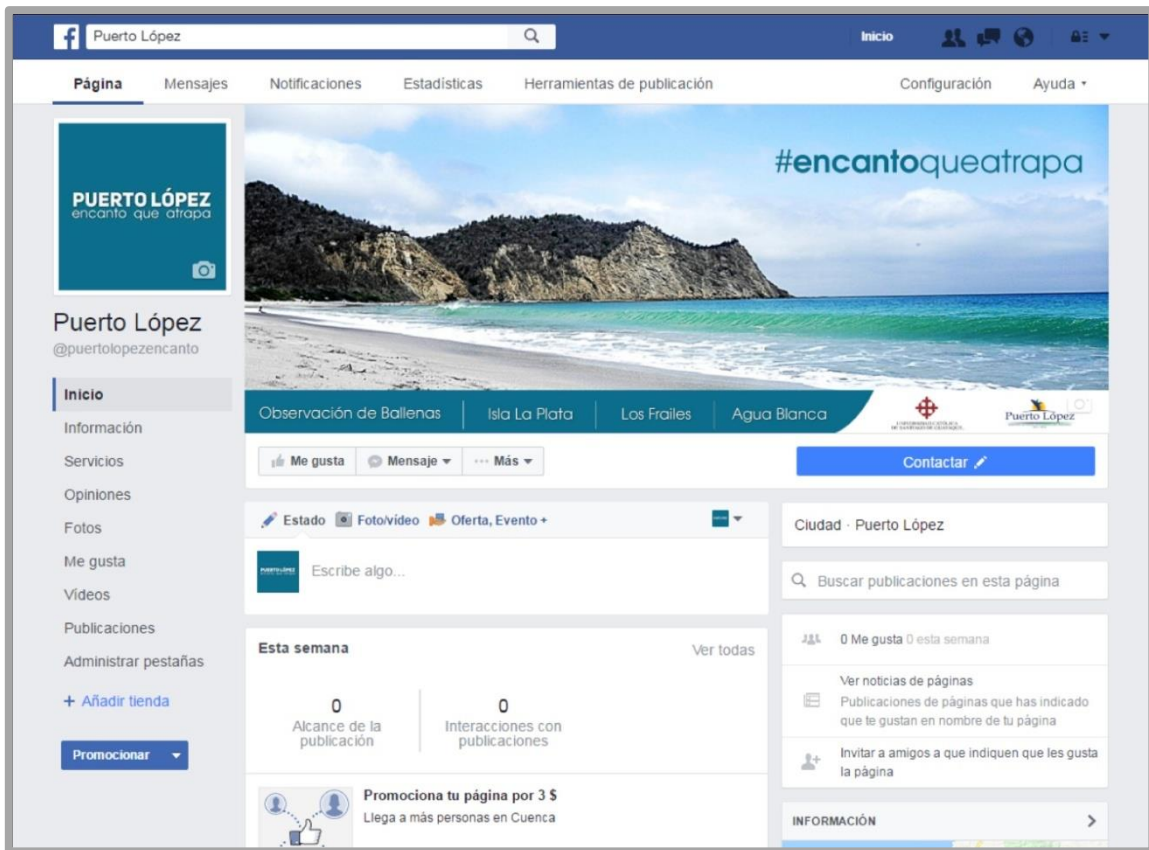 Puerto López
Inicio
Página
Mensajes
Notificaciones
Estadísticas
Herramientas de publicación
Configuración
Ayuda
PUERTO LÓPEZ
encanto que atrapa
#encantoqueatrapa
Puerto López
@puertolopezencanto
Inicio
Información
Servicios
Opiniones
Fotos
Me gusta
Vídeos
Publicaciones
Administrar pestañas
+ Añadir tienda
Promocionar
Observación de Ballenas
Isla La Plata
Los Frailes
Agua Blanca
Puerto López
Me gusta
Mensaje
Más
Contactar
Estado
Foto/vídeo
Oferta, Evento +
PUERTO LÓPEZ
Escribe algo...
Esta semana
Ver todas
0
Alcance de la
publicación
0
Interacciones con
publicaciones
Promociona tu página por 3 $
Llega a más personas en Cuenca
Ciudad · Puerto López
Buscar publicaciones en esta página
0 Me gusta 0 esta semana
Ver noticias de páginas
Publicaciones de páginas que has indicado
que te gustan en nombre de tu página
Invitar a amigos a que indiquen que les gusta
la página
INFORMACIÓN